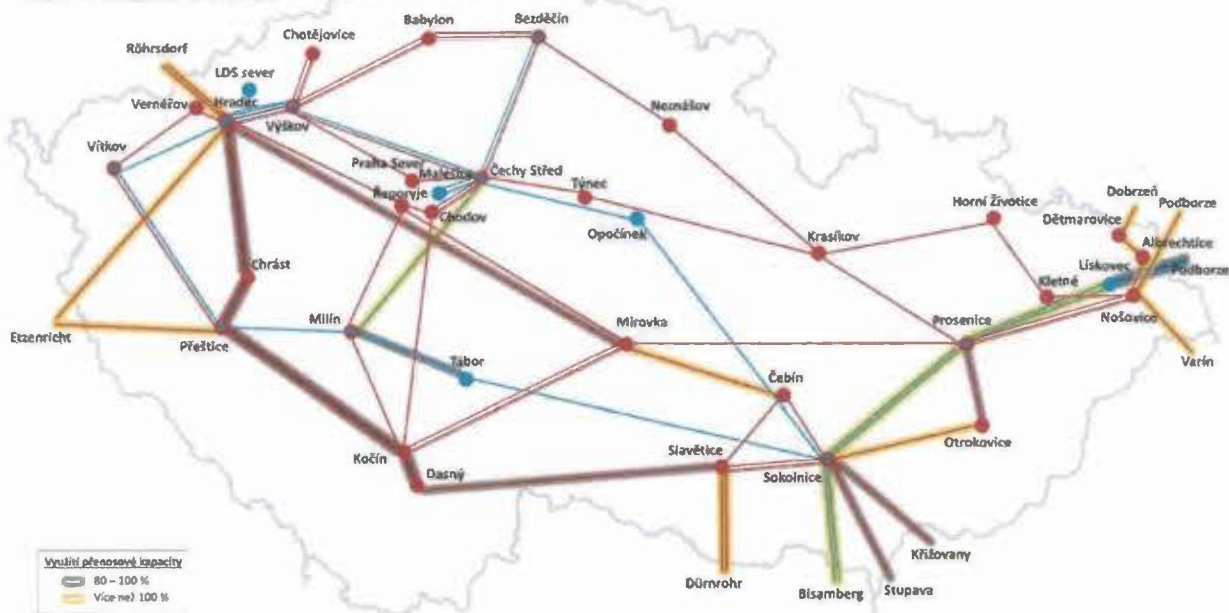 Bezděčín
Babylon
Chotějovice
Röhrsdorf
LDS sever
Vernéřov
Hradec
Výškov
Neznášov
Vítkov
Praha Sever
Malešice
Čechy Střed
Řeporyje
Chodov
Týnec
Opočínek
Krasíkov
Horní Životice
Dobrzeń
Podborze
Dětmarovice
Albrechtice
Lískovec
Podborze
Kletné
Nošovice
Varín
Chrást
Etzenricht
Přeštice
Milín
Tábor
Mírovka
Prosenice
Čebín
Otrokovice
Kočín
Dasný
Slavětice
Sokolnice
Křižovany
Stupava
Bisamberg
Dürnrohr
Využití přenosové kapacity
80 – 100 %
Více než 100 %